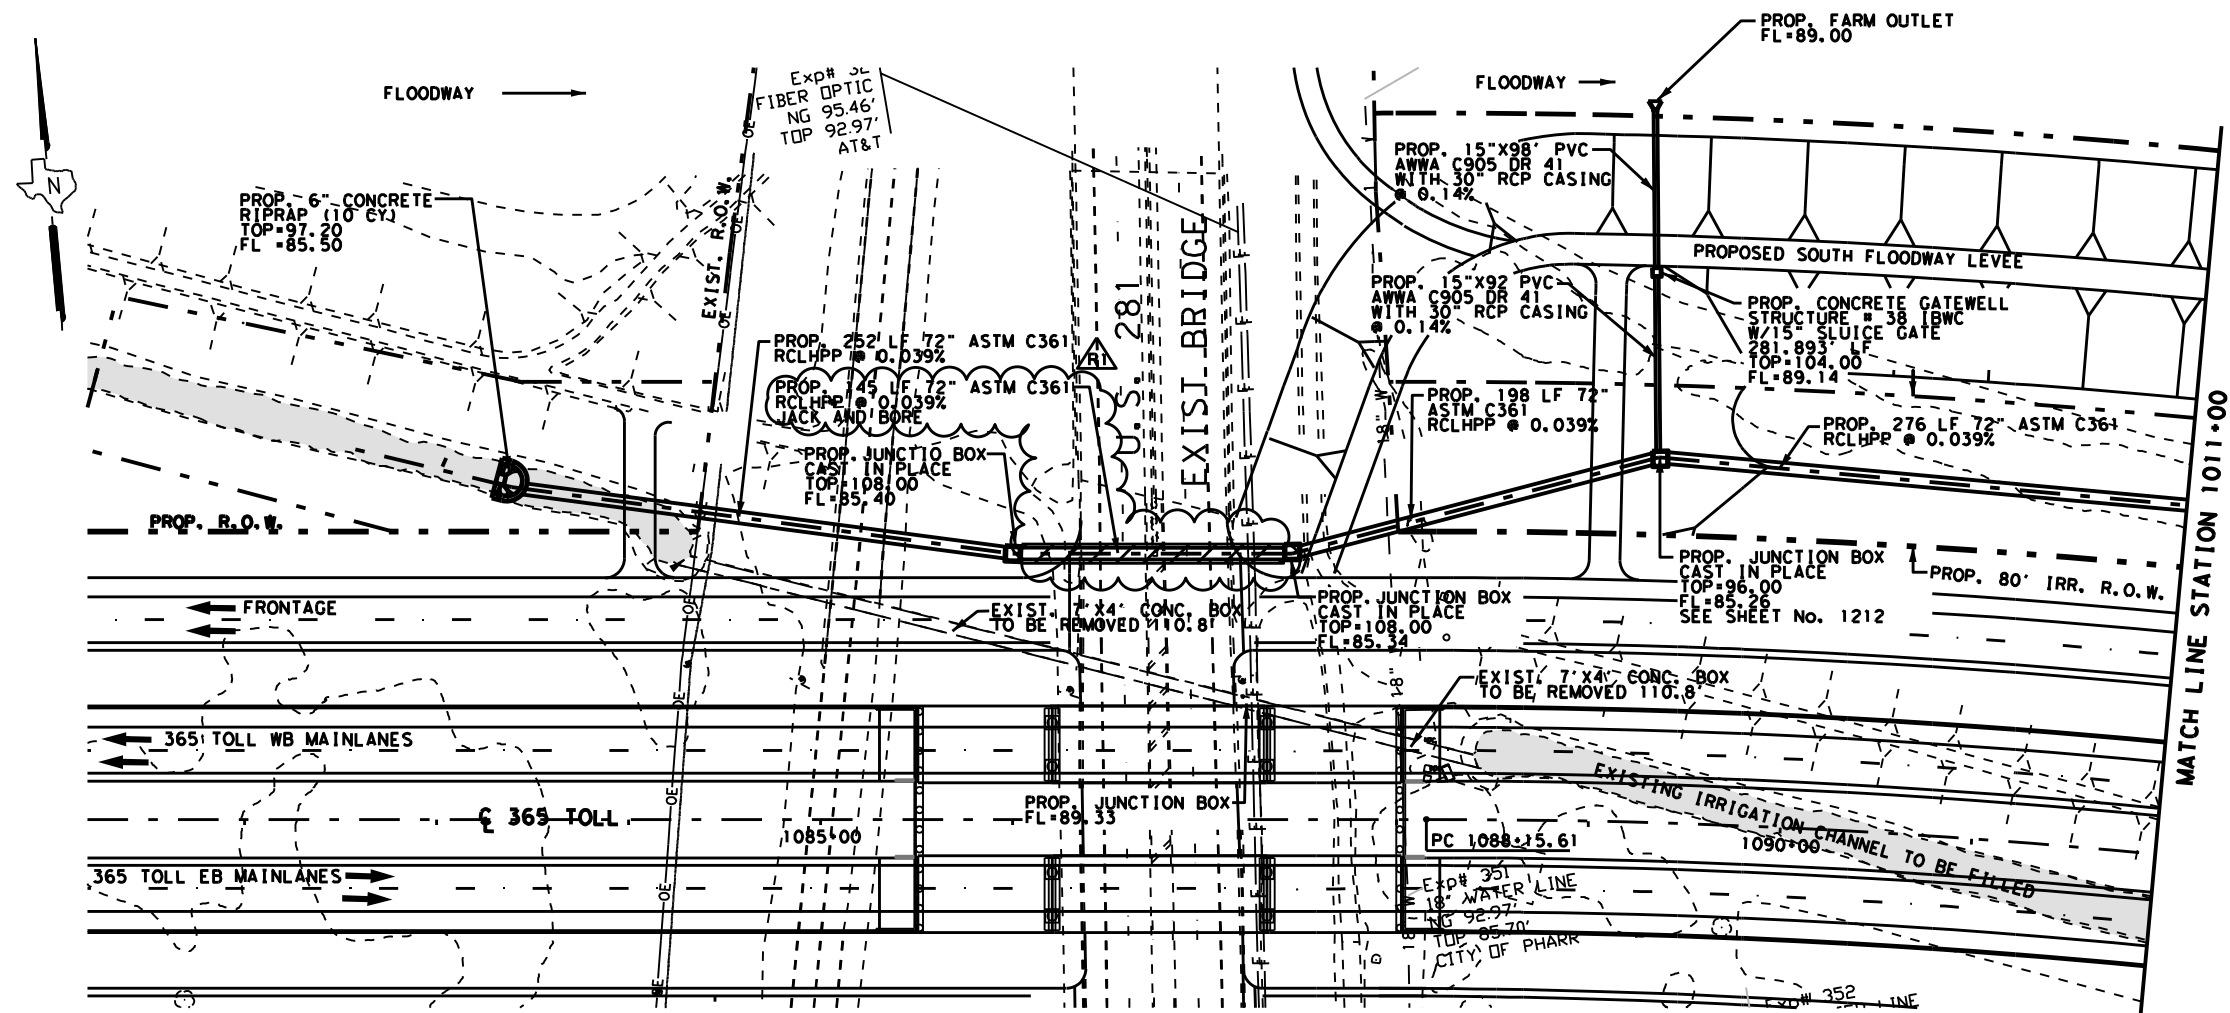 PROP. FARM OUTLET
FL=89.00
FLOODWAY
FLOODWAY
FIBER OPTIC
NG 95.46'
TOP 92.97'
AT&T
N
PROP. 6" CONCRETE
RIPRAP (10 CY)
TOP=97.20
FL =85.50
EXIST. R.O.W.
OE
OE
OE
PROP. 15"X98' PVC
AWWA C905 DR 41
WITH 30" RCP CASING
@ 0.14%
PROPOSED SOUTH FLOODWAY LEVEE
PROP. 15"X92 PVC
AWWA C905 DR 41
WITH 30" RCP CASING
@ 0.14%
PROP. CONCRETE GATEWELL
STRUCTURE # 38 IBWC
W/15" SLUICE GATE
281.893' LF
TOP=104.00
FL=89.14
U.S. 281
EXIST BRIDGE
R1
PROP. 252 LF 72" ASTM C361
RCLHPP @ 0.039%
PROP. 145 LF 72" ASTM C361
RCLHPP @ 0.039%
JACK AND BORE
PROP. JUNCTIO BOX
CAST IN PLACE
TOP=108.00
FL=85.40
PROP. 198 LF 72"
ASTM C361
RCLHPP @ 0.039%
18" W
PROP. 276 LF 72" ASTM C361
RCLHPP @ 0.039%
MATCH LINE STATION 1011+00
PROP. R.O.W.
PROP. JUNCTION BOX
CAST IN PLACE
TOP=96.00
FL=85.26
SEE SHEET No. 1212
PROP. 80' IRR. R.O.W.
FRONTAGE
EXIST. 7'X4' CONC. BOX
TO BE REMOVED 110.8'
PROP. JUNCTION BOX
CAST IN PLACE
TOP=108.00
FL=85.34
OE
OE
18" W
EXIST. 7'X4' CONC. BOX
TO BE REMOVED 110.8'
365 TOLL WB MAINLANES
EXISTING IRRIGATION CHANNEL TO BE FILLED
OE
PROP. JUNCTION BOX
FL=89.33
℄ 365 TOLL
1085+00
PC 1088+15.61
1090+00
365 TOLL EB MAINLANES
OE
Exp# 351
18" WATER LINE
NG 92.97'
TOP 85.70'
CITY OF PHARR
18" W
OE
Exp# 352